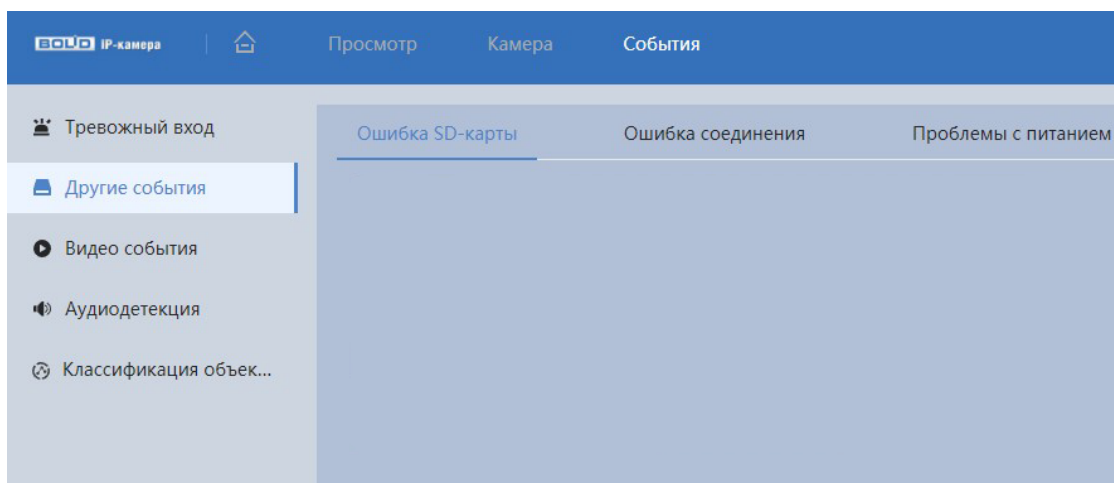 BOLID IP-камера Просмотр Камера События
Тревожный вход
Ошибка SD-карты Ошибка соединения Проблемы с питанием
Другие события
Видео события
Аудиодетекция
Классификация объек...